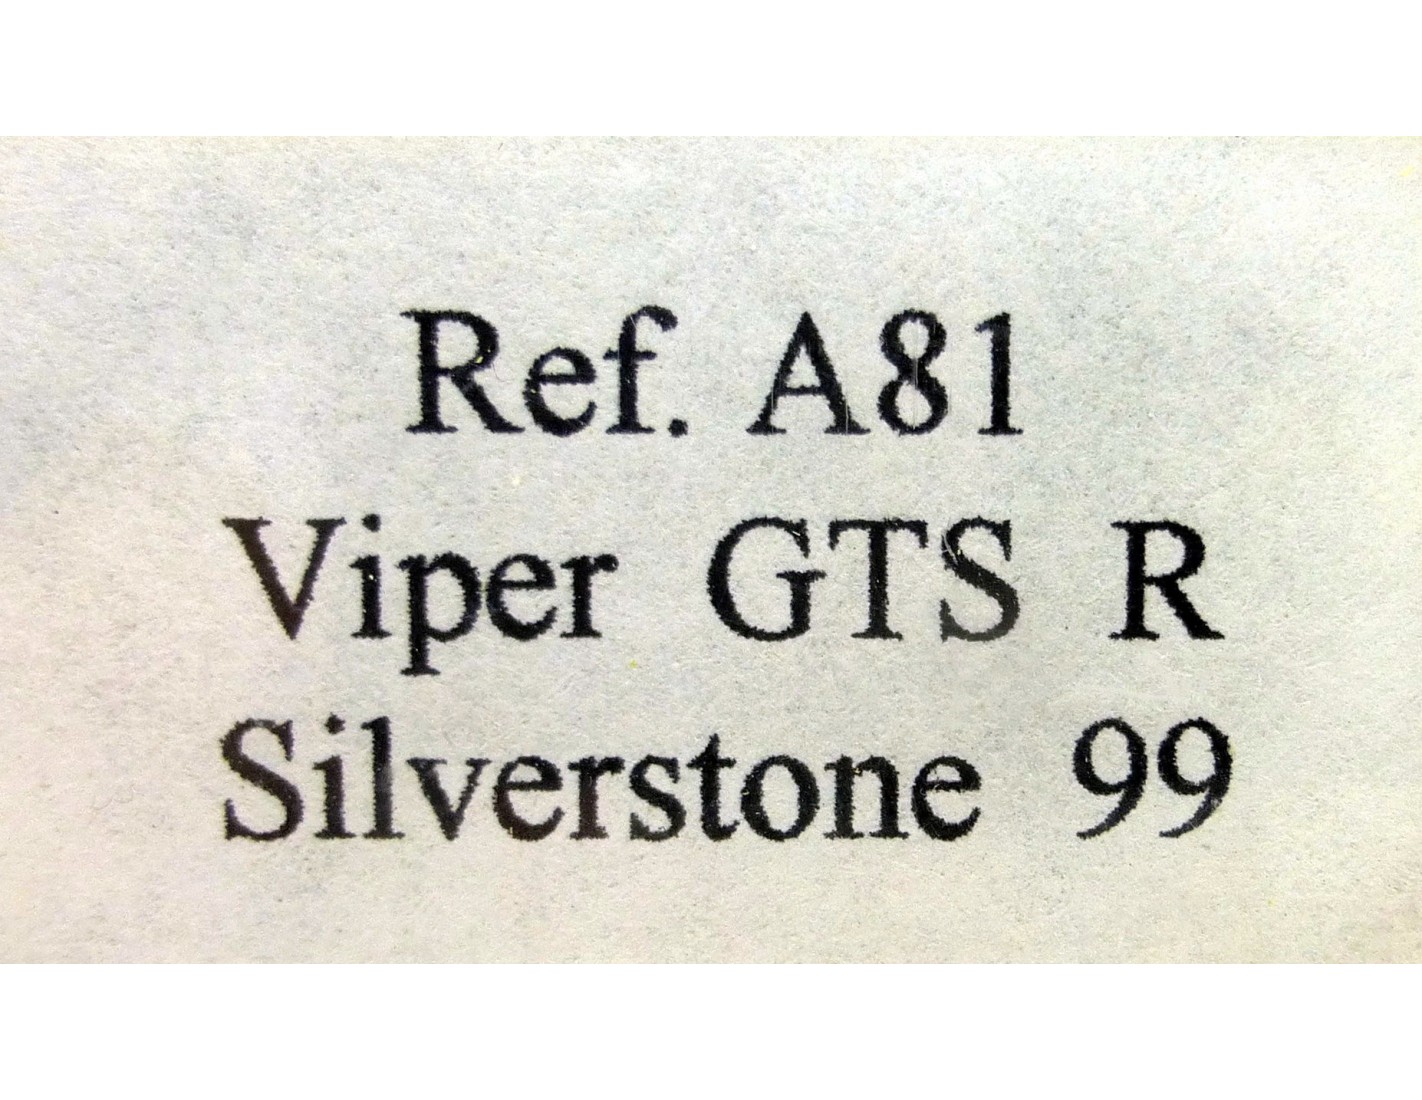 Ref. A81
Viper GTS R
Silverstone 99